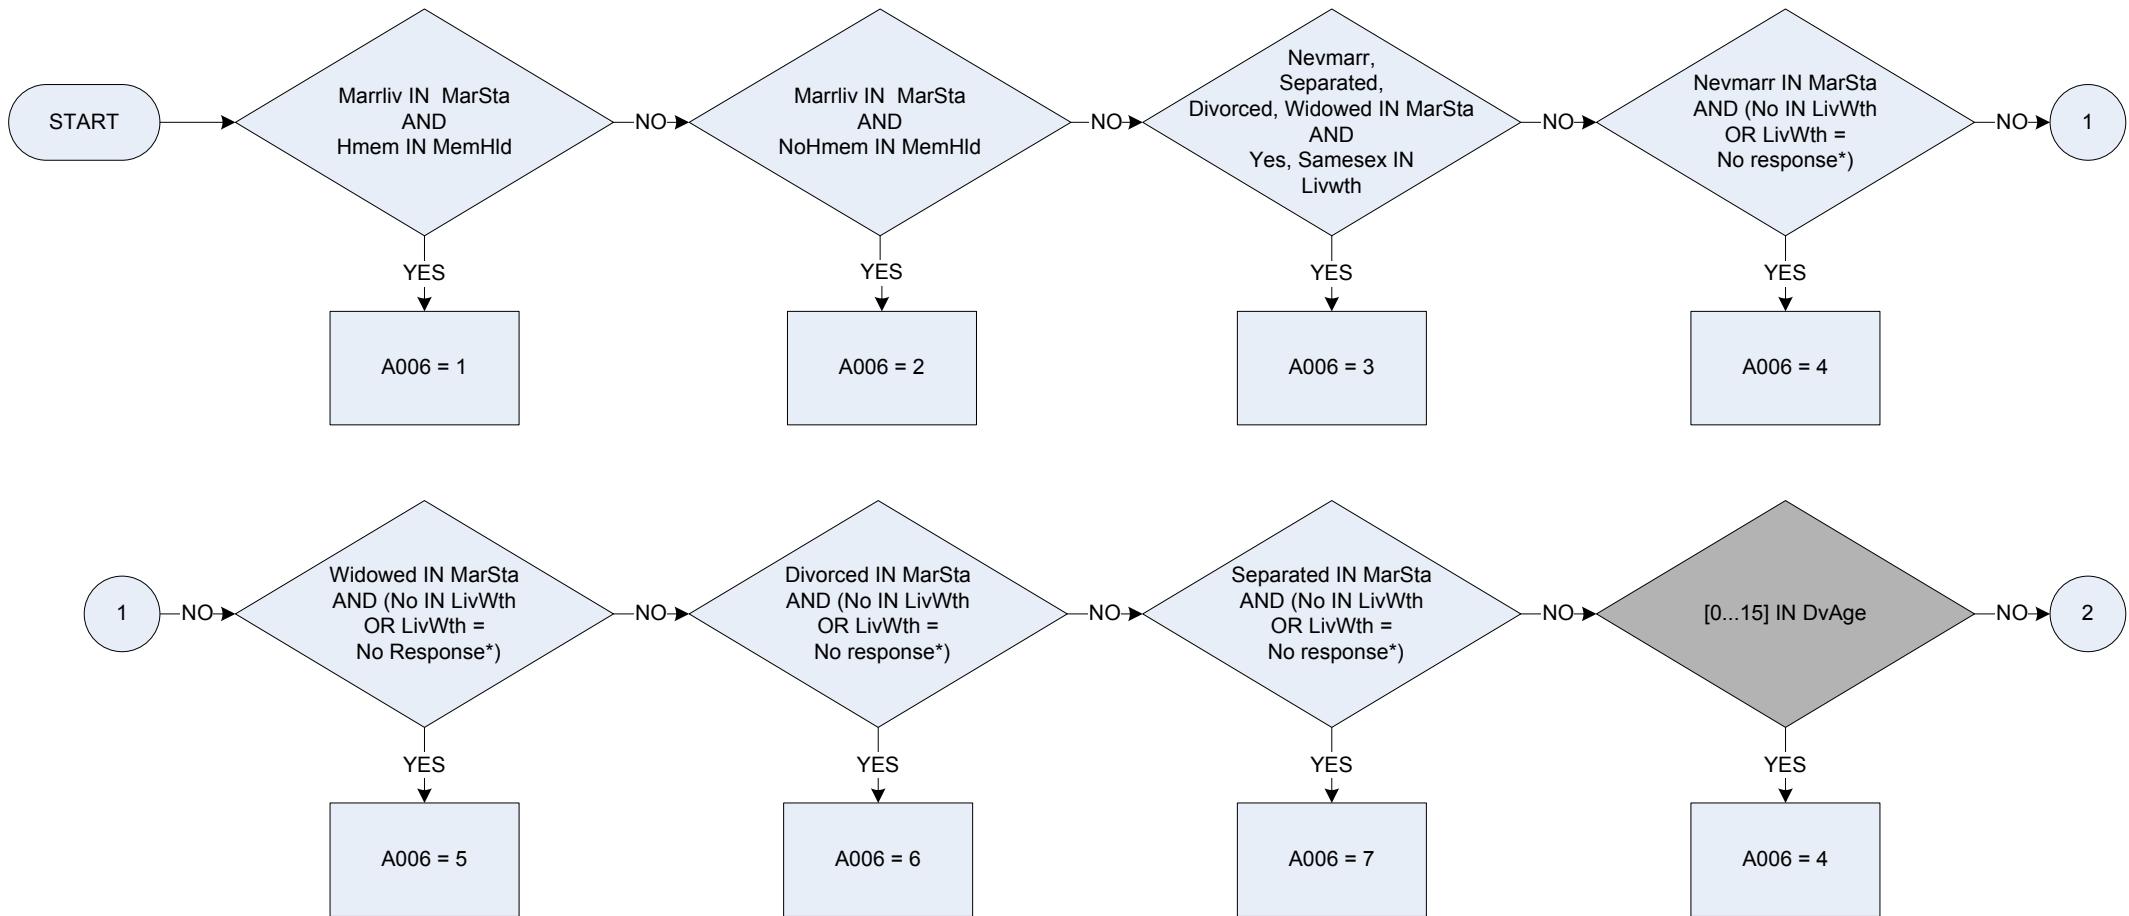 START
Marrliv IN  MarSta
AND
Hmem IN MemHld
NO
Marrliv IN  MarSta
AND
NoHmem IN MemHld
NO
Nevmarr,
Separated,
Divorced, Widowed IN MarSta
AND
Yes, Samesex IN
Livwth
NO
Nevmarr IN MarSta
AND (No IN LivWth
OR LivWth =
No response*)
NO
1
YES
YES
YES
YES
A006 = 1
A006 = 2
A006 = 3
A006 = 4
1
NO
Widowed IN MarSta
AND (No IN LivWth
OR LivWth =
No Response*)
NO
Divorced IN MarSta
AND (No IN LivWth
OR LivWth =
No response*)
NO
Separated IN MarSta
AND (No IN LivWth
OR LivWth =
No response*)
NO
[0...15] IN DvAge
NO
2
YES
YES
YES
YES
A006 = 5
A006 = 6
A006 = 7
A006 = 4